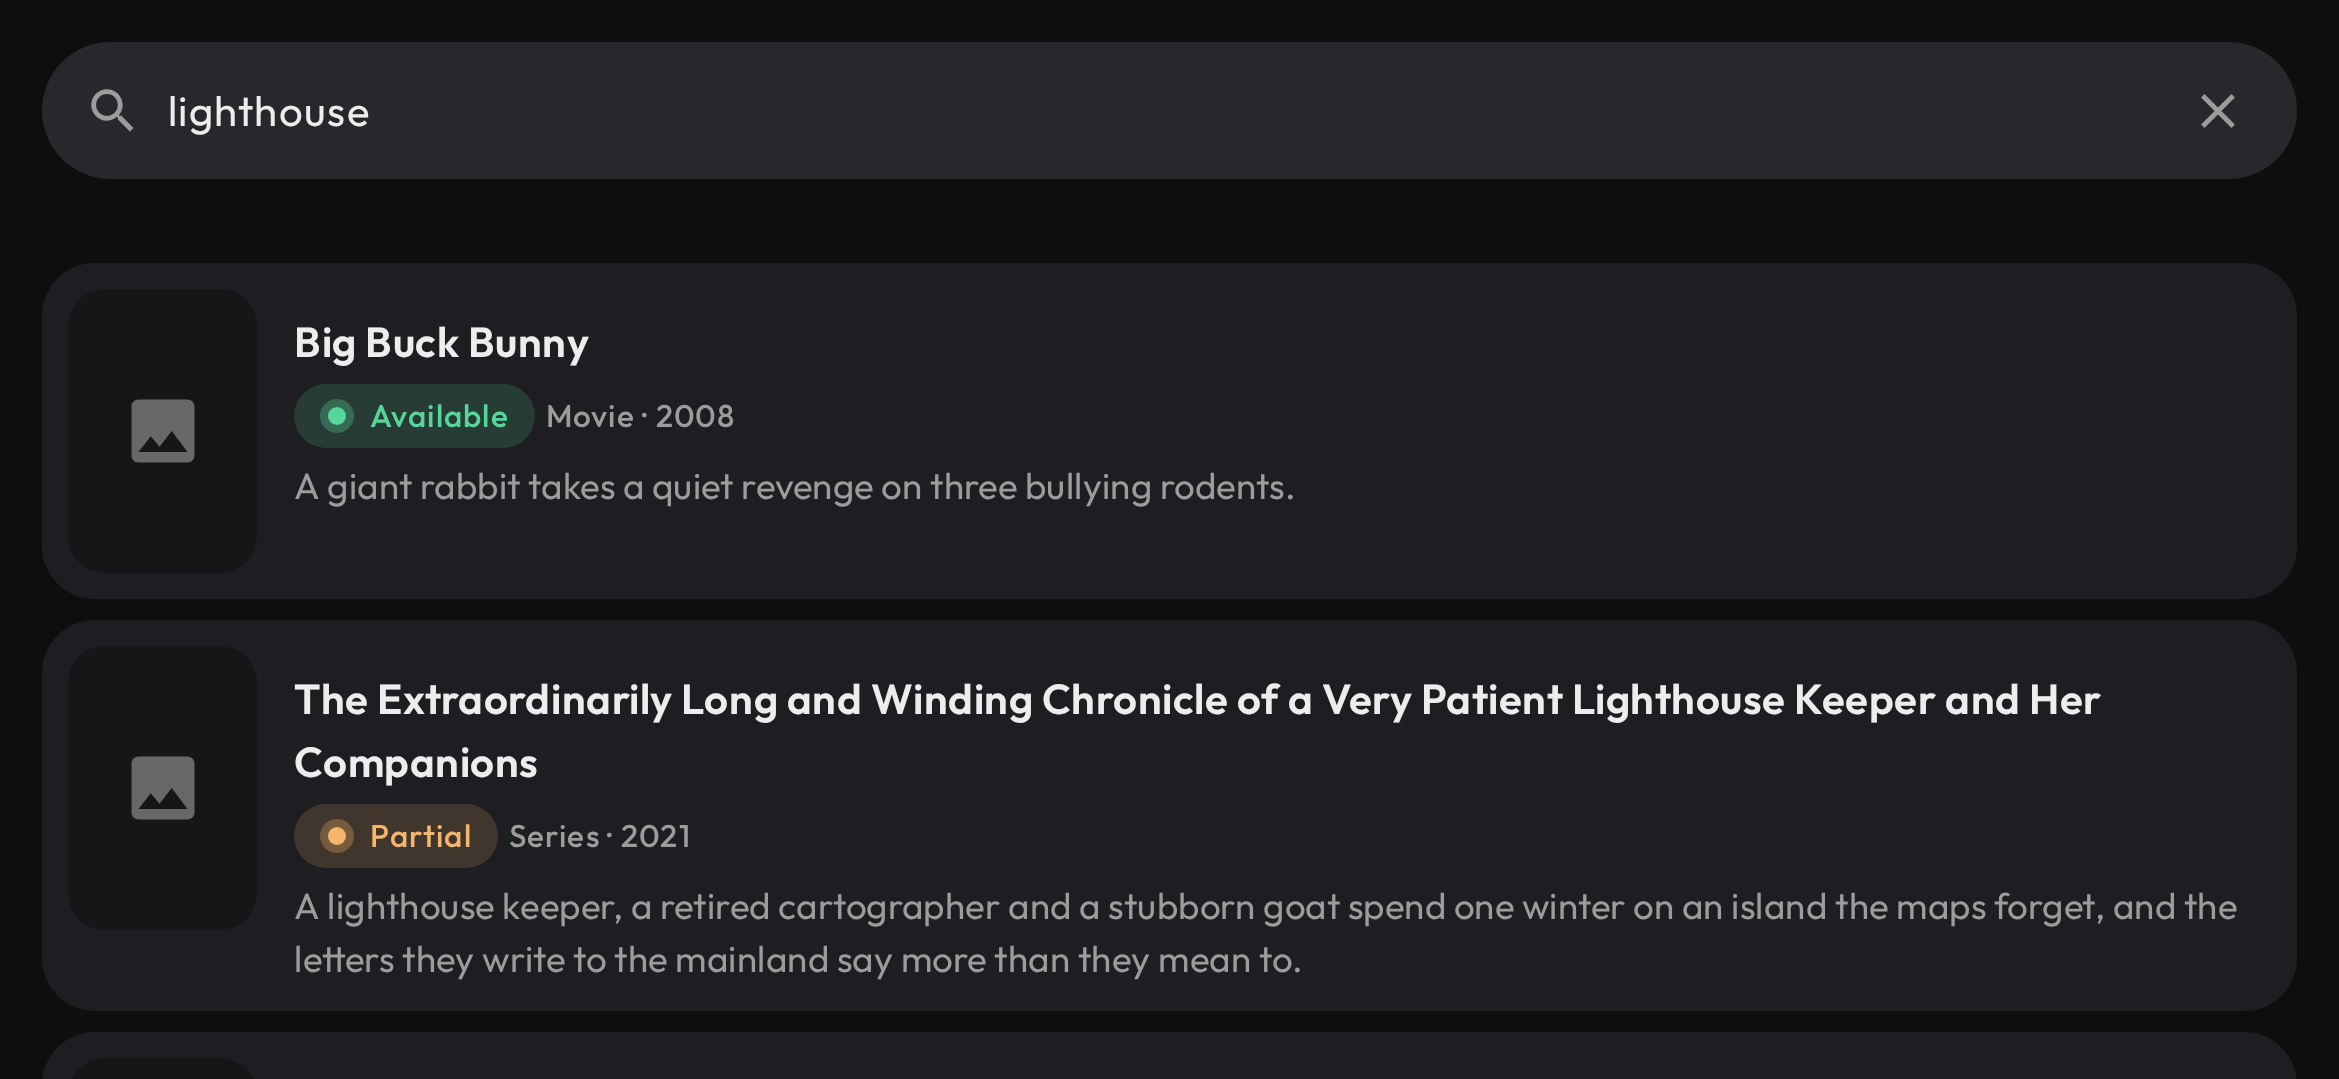 lighthouse
Big Buck Bunny
Available Movie · 2008
A giant rabbit takes a quiet revenge on three bullying rodents.
The Extraordinarily Long and Winding Chronicle of a Very Patient Lighthouse Keeper and Her
Companions
Partial Series · 2021
A lighthouse keeper, a retired cartographer and a stubborn goat spend one winter on an island the maps forget, and the
letters they write to the mainland say more than they mean to.